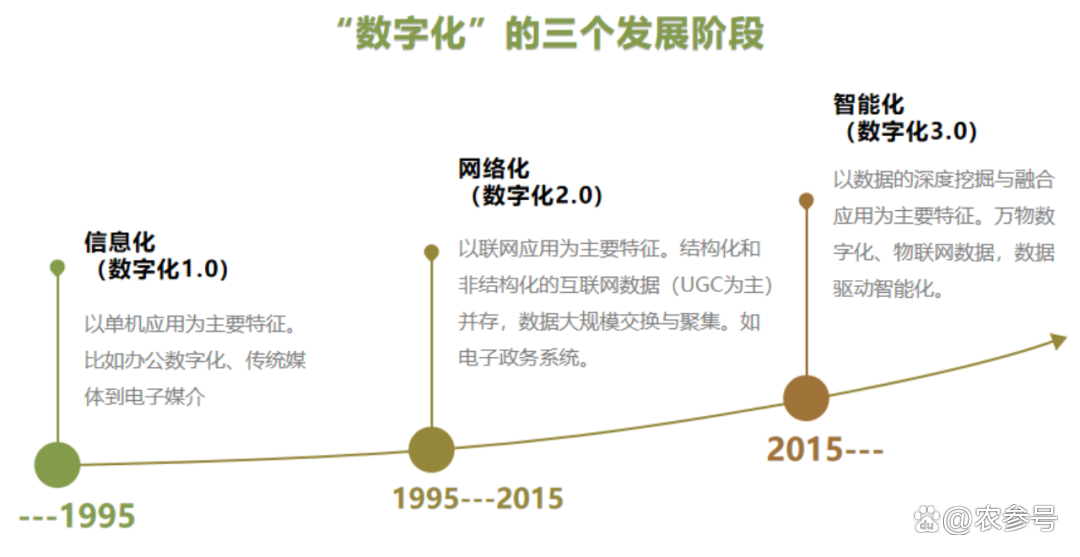 “数字化”的三个发展阶段
信息化
（数字化1.0）
以单机应用为主要特征。
比如办公数字化、传统媒
体到电子媒介
---1995
网络化
（数字化2.0）
以联网应用为主要特征。结构化和
非结构化的互联网数据（UGC为主）
并存，数据大规模交换与聚集。如
电子政务系统。
1995---2015
智能化
（数字化3.0）
以数据的深度挖掘与融合
应用为主要特征。万物数
字化、物联网数据，数据
驱动智能化。
2015---
du @农参号